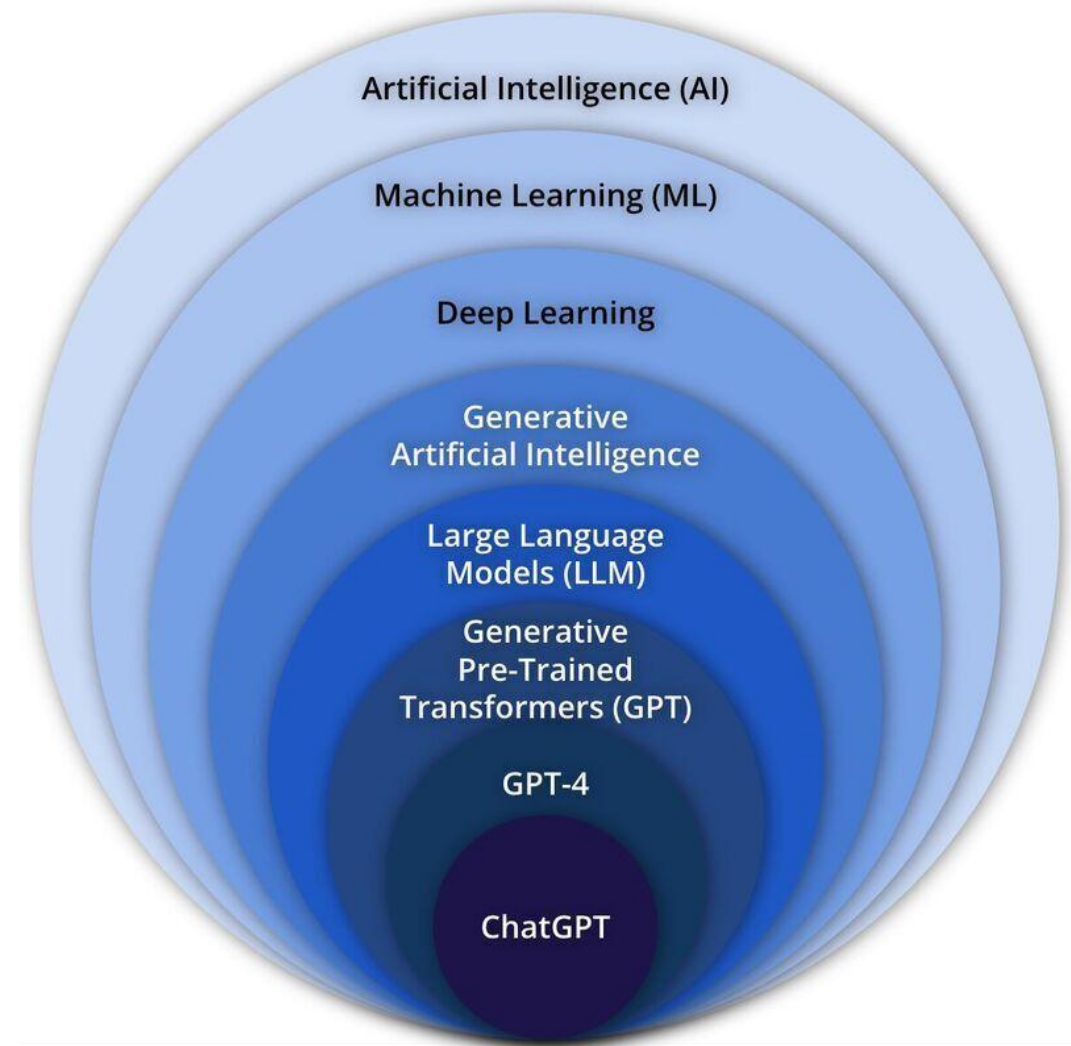 Artificial Intelligence (AI)
Machine Learning (ML)
Deep Learning
Generative
Artificial Intelligence
Large Language
Models (LLM)
Generative
Pre-Trained
Transformers (GPT)
GPT-4
ChatGPT